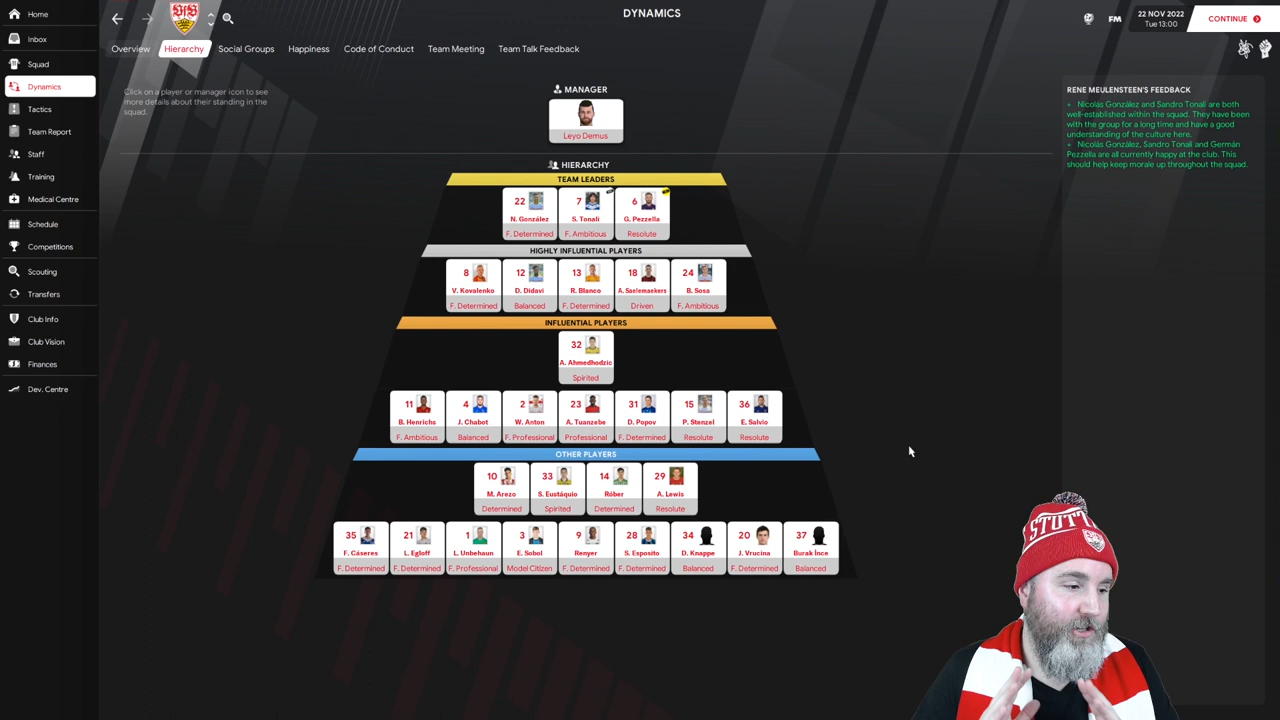 Home
Inbox
Squad
Dynamics
Tactics
Team Report
Staff
Training
Medical Centre
Schedule
Competitions
Scouting
Transfers
Club Info
Club Vision
Finances
Dev. Centre
VfB
DYNAMICS
FM
22 NOV 2022
Tue 13:00
CONTINUE
Overview Hierarchy Social Groups Happiness Code of Conduct Team Meeting Team Talk Feedback
Click on a player or manager icon to see
more details about their standing in the
squad.
MANAGER
Leyo Demus
HIERARCHY
TEAM LEADERS
22 7 6
N. González S. Tonali G. Pezzella
F. Determined F. Ambitious Resolute
HIGHLY INFLUENTIAL PLAYERS
8 12 13 18 24
V. Kovalenko D. Didavi R. Blanco A. Saelemaekers B. Sosa
F. Determined Balanced F. Determined Driven F. Ambitious
INFLUENTIAL PLAYERS
32
A. Ahmedhodzic
Spirited
11 4 2 23 31 15 36
B. Henrichs J. Chabot W. Anton A. Tuanzebe D. Popov P. Stenzel E. Salvio
F. Ambitious Balanced F. Professional Professional F. Determined Resolute Resolute
OTHER PLAYERS
10 33 14 29
M. Arezo S. Eustáquio Róber A. Lewis
Determined Spirited Determined Resolute
35 21 1 3 9 28 34 20 37
F. Cáseres L. Egloff L. Unbehaun E. Sobol Renyer S. Esposito D. Knappe J. Vrucina Burak İnce
F. Determined F. Determined F. Professional Model Citizen F. Determined F. Determined Balanced F. Determined Balanced
RENE MEULENSTEEN'S FEEDBACK
+ Nicolás González and Sandro Tonali are both
well-established within the squad. They have been
with the group for a long time and have a good
understanding of the culture here.
+ Nicolás González, Sandro Tonali and Germán
Pezzella are all currently happy at the club. This
should help keep morale up throughout the squad.
STUTT